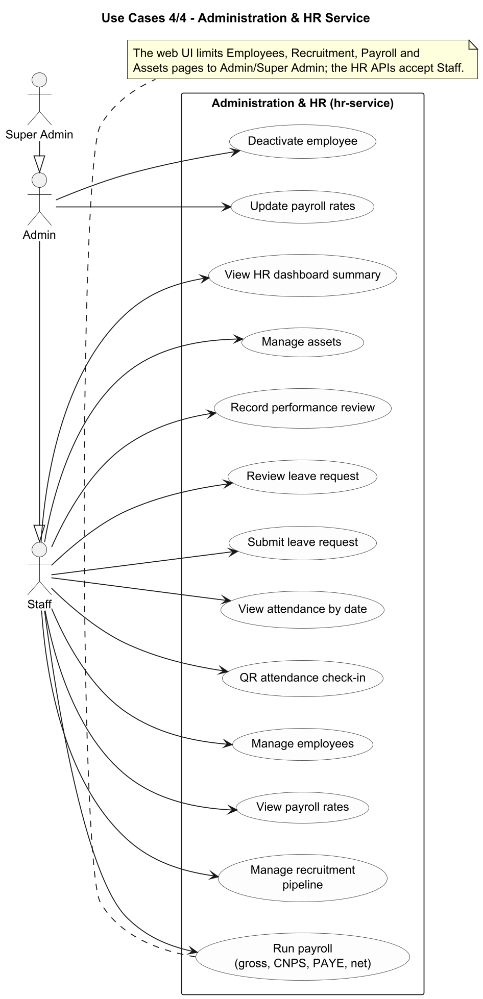 Use Cases 4/4 - Administration & HR Service
The web UI limits Employees, Recruitment, Payroll and
Assets pages to Admin/Super Admin; the HR APIs accept Staff.
Administration & HR (hr-service)
Super Admin
Deactivate employee
Update payroll rates
Admin
View HR dashboard summary
Manage assets
Record performance review
Review leave request
Submit leave request
Staff
View attendance by date
QR attendance check-in
Manage employees
View payroll rates
Manage recruitment
pipeline
Run payroll
(gross, CNPS, PAYE, net)